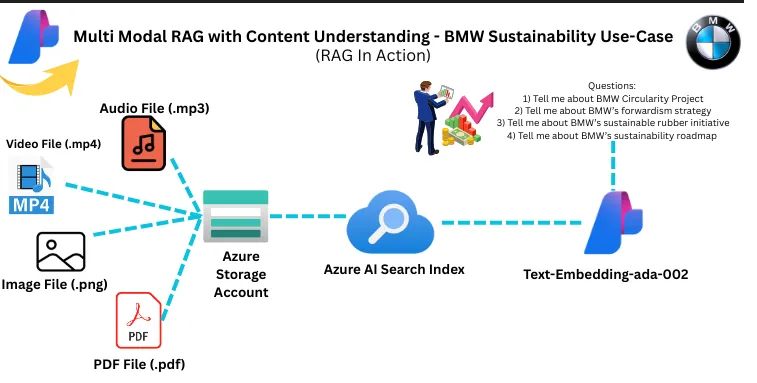 Multi Modal RAG with Content Understanding - BMW Sustainability Use-Case
(RAG In Action)
BMW
Questions:
1) Tell me about BMW Circularity Project
2) Tell me about BMW's forwardism strategy
3) Tell me about BMW's sustainable rubber initiative
4) Tell me about BMW's sustainability roadmap
Audio File (.mp3)
Video File (.mp4)
MP4
Image File (.png)
PDF
PDF File (.pdf)
Azure
Storage
Account
Azure AI Search Index
Text-Embedding-ada-002